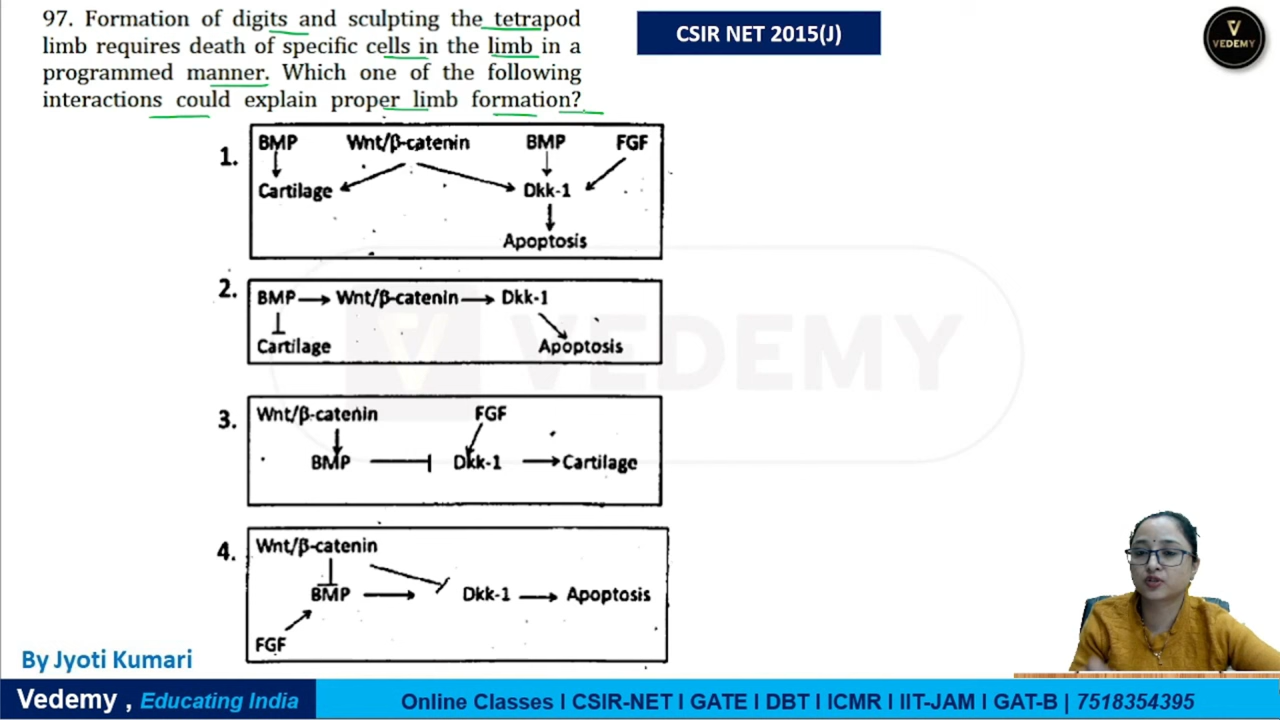 97. Formation of digits and sculpting the tetrapod
limb requires death of specific cells in the limb in a
programmed manner. Which one of the following
interactions could explain proper limb formation?
CSIR NET 2015(J)
V
VEDEMY
1.
BMP Wnt/β-catenin BMP FGF
Cartilage Dkk-1
Apoptosis
2.
BMP Wnt/β-catenin Dkk-1
Cartilage Apoptosis
VEDEMY
3.
Wnt/β-catenin FGF
BMP Dkk-1 Cartilage
4.
Wnt/β-catenin
BMP Dkk-1 Apoptosis
FGF
By Jyoti Kumari
Vedemy , Educating India
Online Classes I CSIR-NET I GATE I DBT I ICMR I IIT-JAM I GAT-B | 7518354395